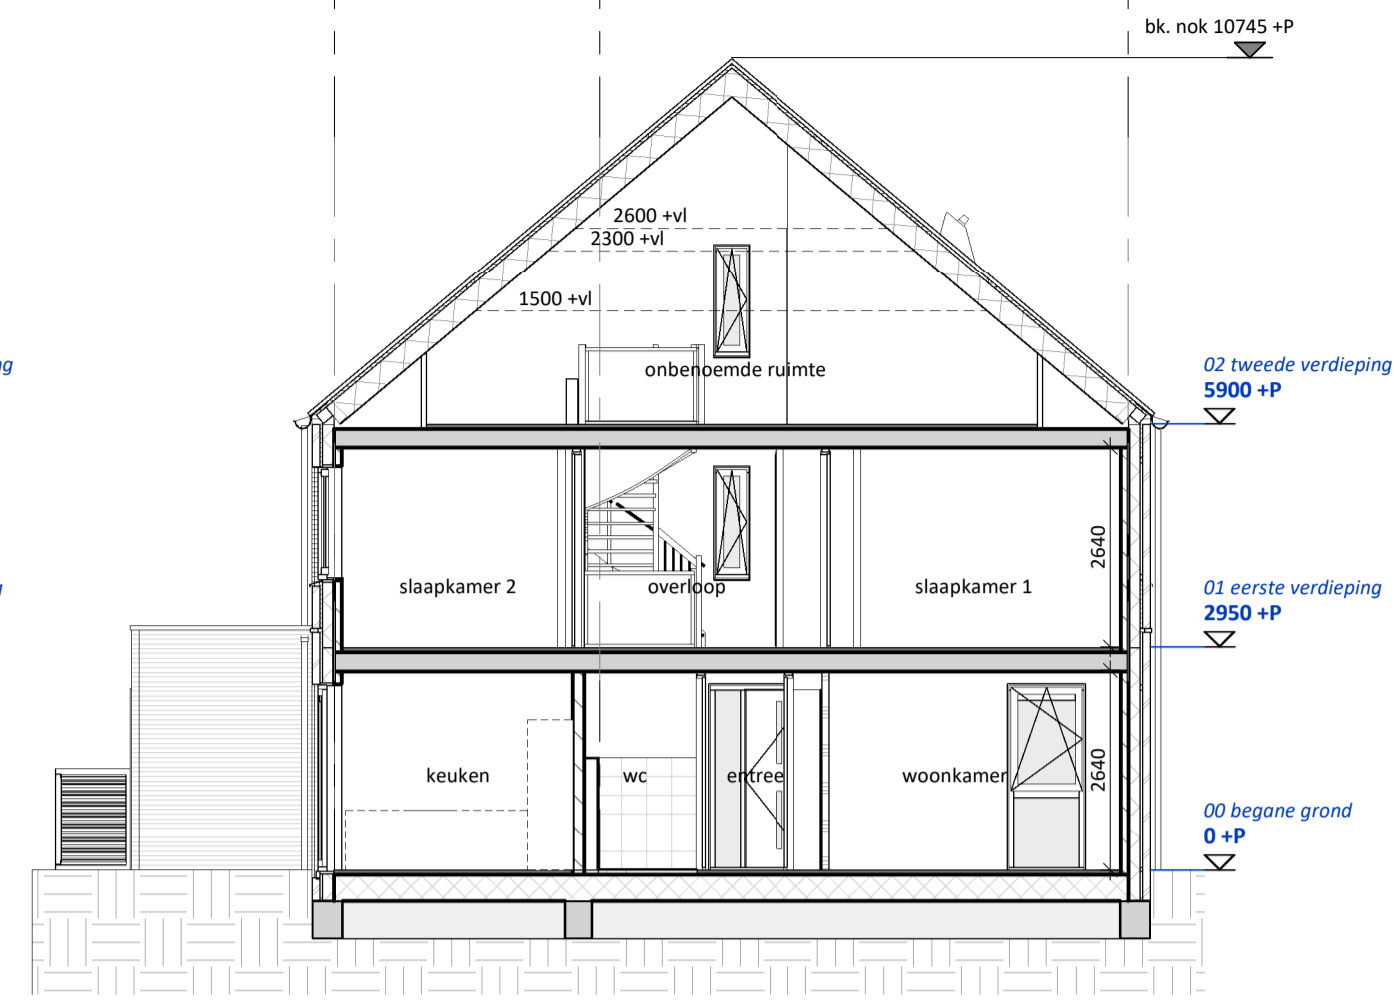 bk. nok 10745 +P
2600 +vl
2300 +vl
1500 +vl
onbenoemde ruimte
02 tweede verdieping
5900 +P
slaapkamer 2
overloop
slaapkamer 1
2640
01 eerste verdieping
2950 +P
keuken
wc
entree
woonkamer
2640
00 begane grond
0 +P